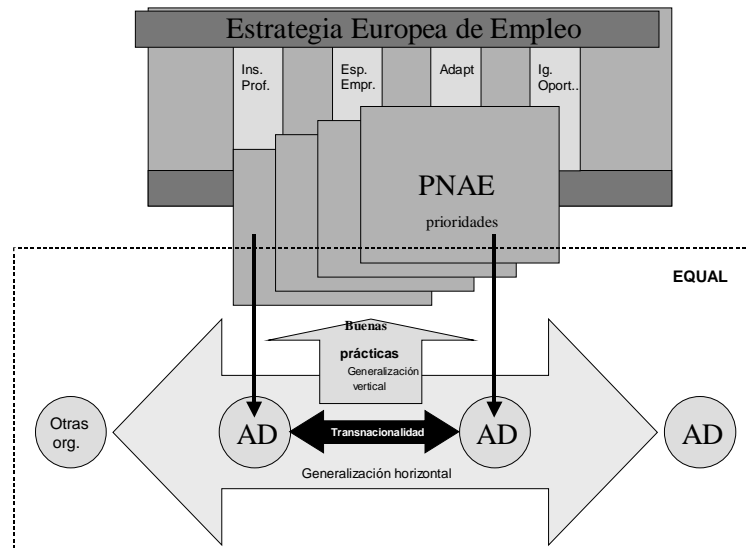 Estrategia Europea de Empleo
Ins.
Prof.
Esp.
Empr.
Adapt
Ig.
Oport..
PNAE
prioridades
EQUAL
Buenas
prácticas
Generalización
vertical
Otras
org.
AD
Transnacionalidad
AD
AD
Generalización horizontal